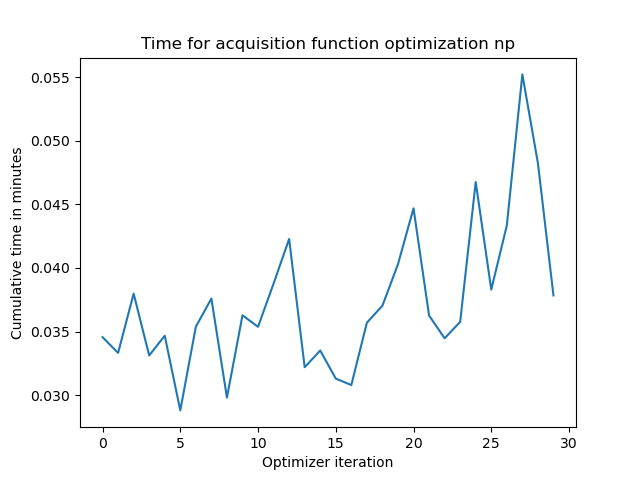 Time for acquisition function optimization np
0.055
0.050
0.045
0.040
0.035
0.030
Cumulative time in minutes
0 5 10 15 20 25 30
Optimizer iteration